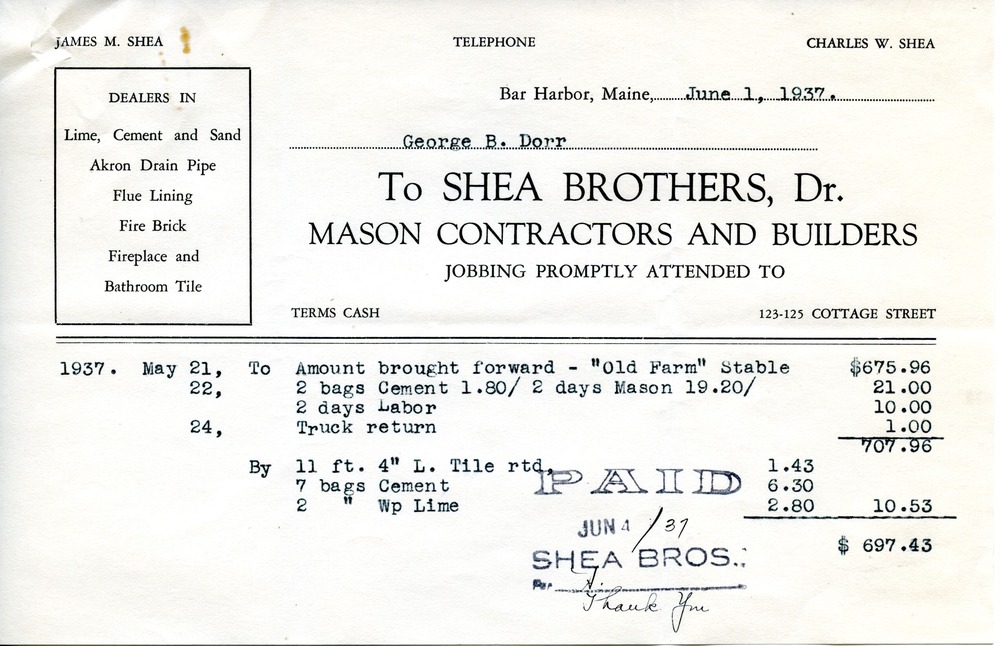 JAMES M. SHEA TELEPHONE CHARLES W. SHEA
DEALERS IN
Lime, Cement and Sand
Akron Drain Pipe
Flue Lining
Fire Brick
Fireplace and
Bathroom Tile
Bar Harbor, Maine, June 1, 1937.
George B. Dorr
To SHEA BROTHERS, Dr.
MASON CONTRACTORS AND BUILDERS
JOBBING PROMPTLY ATTENDED TO
TERMS CASH 123-125 COTTAGE STREET
1937. May 21, To Amount brought forward - "Old Farm" Stable $675.96
22, 2 bags Cement 1.80/ 2 days Mason 19.20/ 21.00
2 days Labor 10.00
24, Truck return 1.00
707.96
By 11 ft. 4" L. Tile rtd, 1.43
7 bags Cement 6.30
2 " Wp Lime 2.80 10.53
$ 697.43
PAID
JUN 4 / 37
SHEA BROS.
Per
Thank You